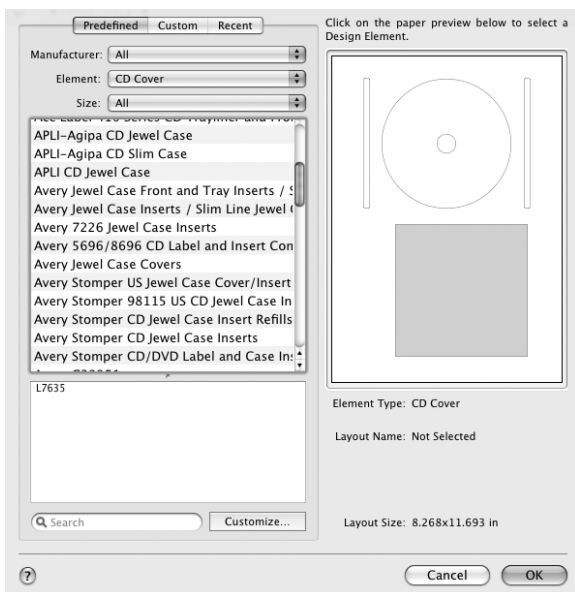 Predefined Custom Recent
Manufacturer: All
Element: CD Cover
Size: All
APLI-Agipa CD Jewel Case
APLI-Agipa CD Slim Case
APLI CD Jewel Case
Avery Jewel Case Front and Tray Inserts / S
Avery Jewel Case Inserts / Slim Line Jewel
Avery 7226 Jewel Case Inserts
Avery 5696/8696 CD Label and Insert Con
Avery Jewel Case Covers
Avery Stomper US Jewel Case Cover/Insert
Avery Stomper 98115 US CD Jewel Case In
Avery Stomper CD Jewel Case Insert Refills
Avery Stomper CD Jewel Case Inserts
Avery Stomper CD/DVD Label and Case Ins
L7635
Search Customize...
Click on the paper preview below to select a
Design Element.
Element Type: CD Cover
Layout Name: Not Selected
Layout Size: 8.268x11.693 in
? Cancel OK